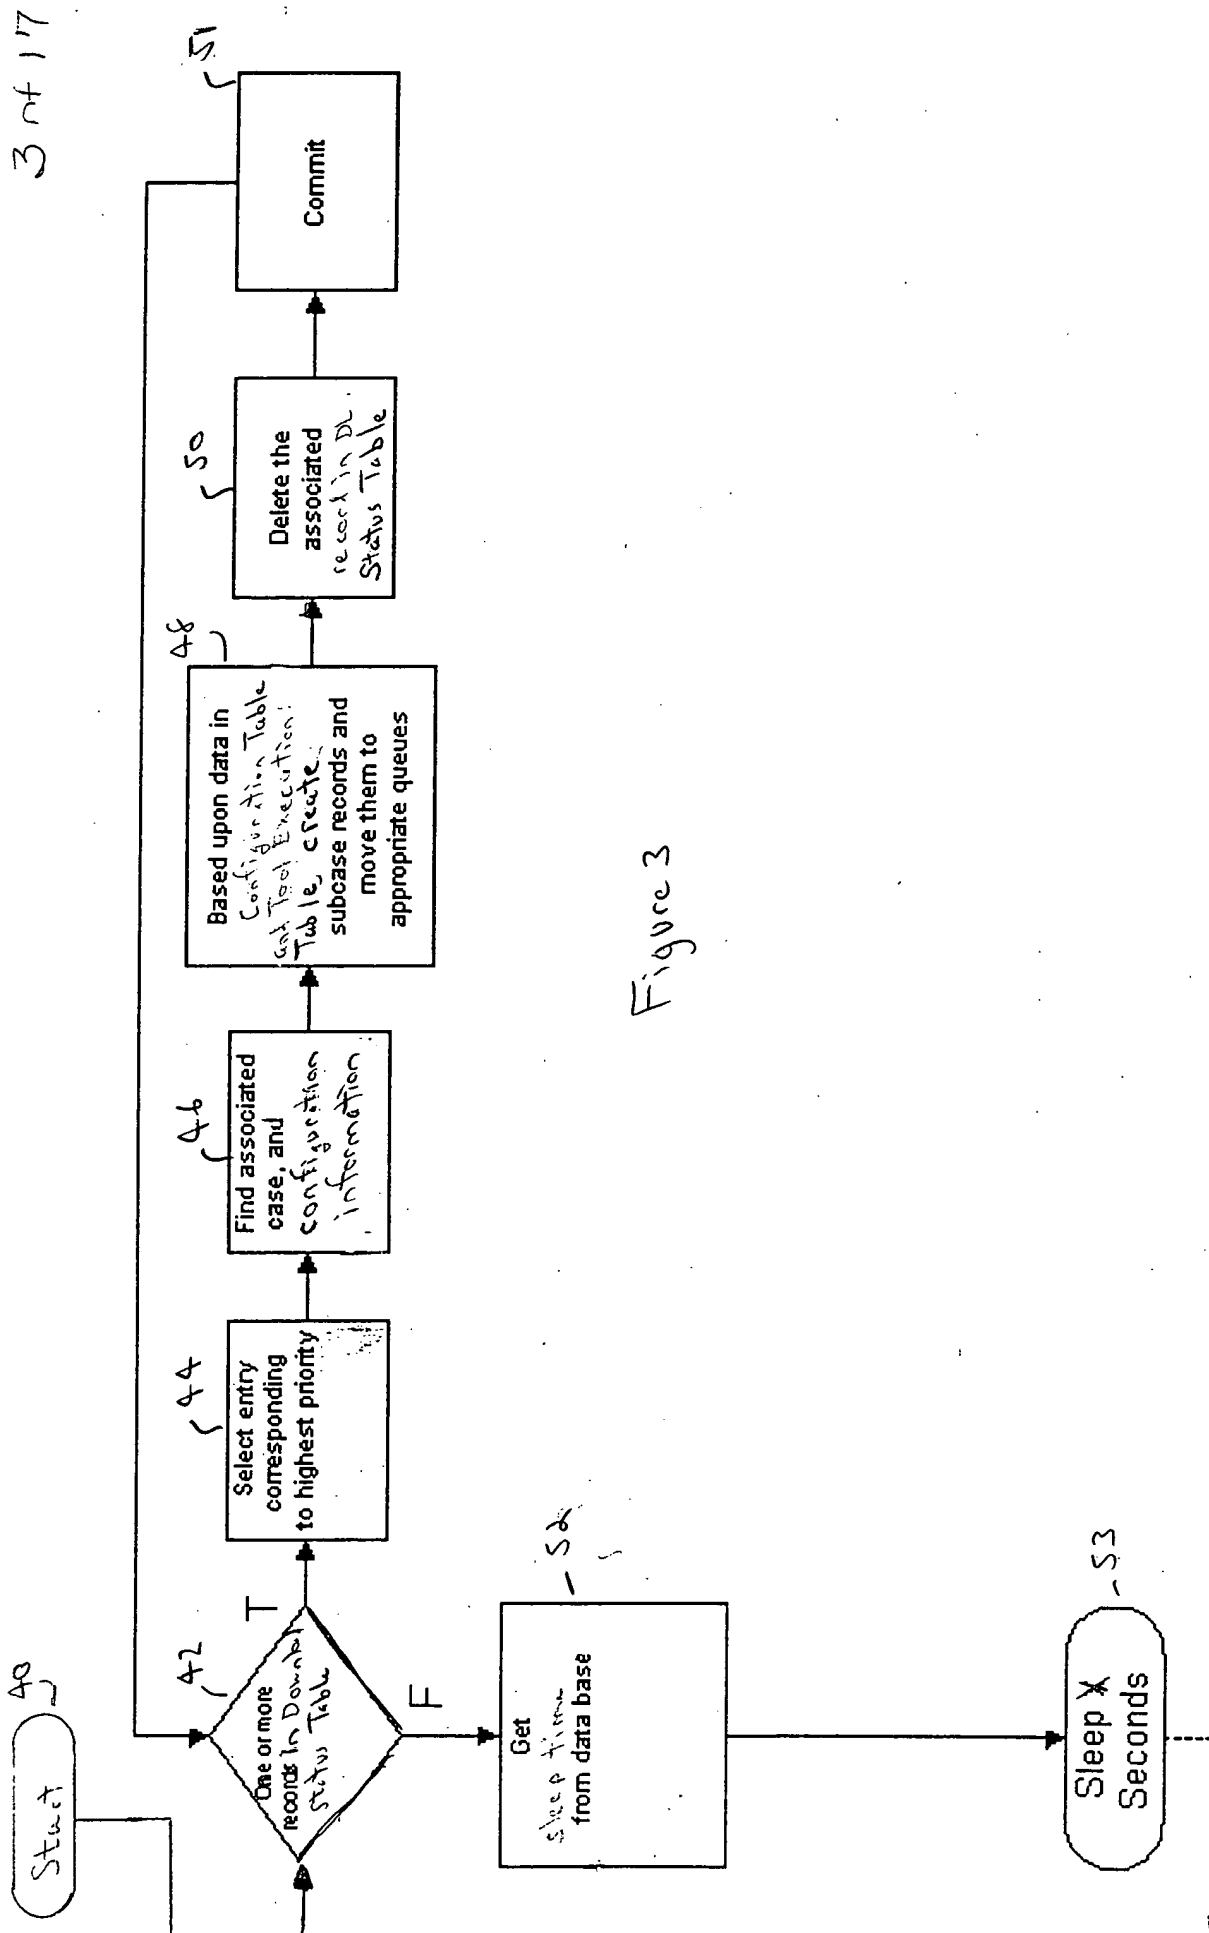 3 of 17
Start
40
One or more
records in Downld
Status Table
42
T
F
Select entry
corresponding
to highest priority
44
Find associated
case, and
configuration
information
46
Based upon data in
Configuration Table
and Tool Execution
Table, create
subcase records and
move them to
appropriate queues
48
Delete the
associated
record in DL
Status Table
50
Commit
51
Get
sleep time
from data base
52
Sleep X
Seconds
53
Figure 3